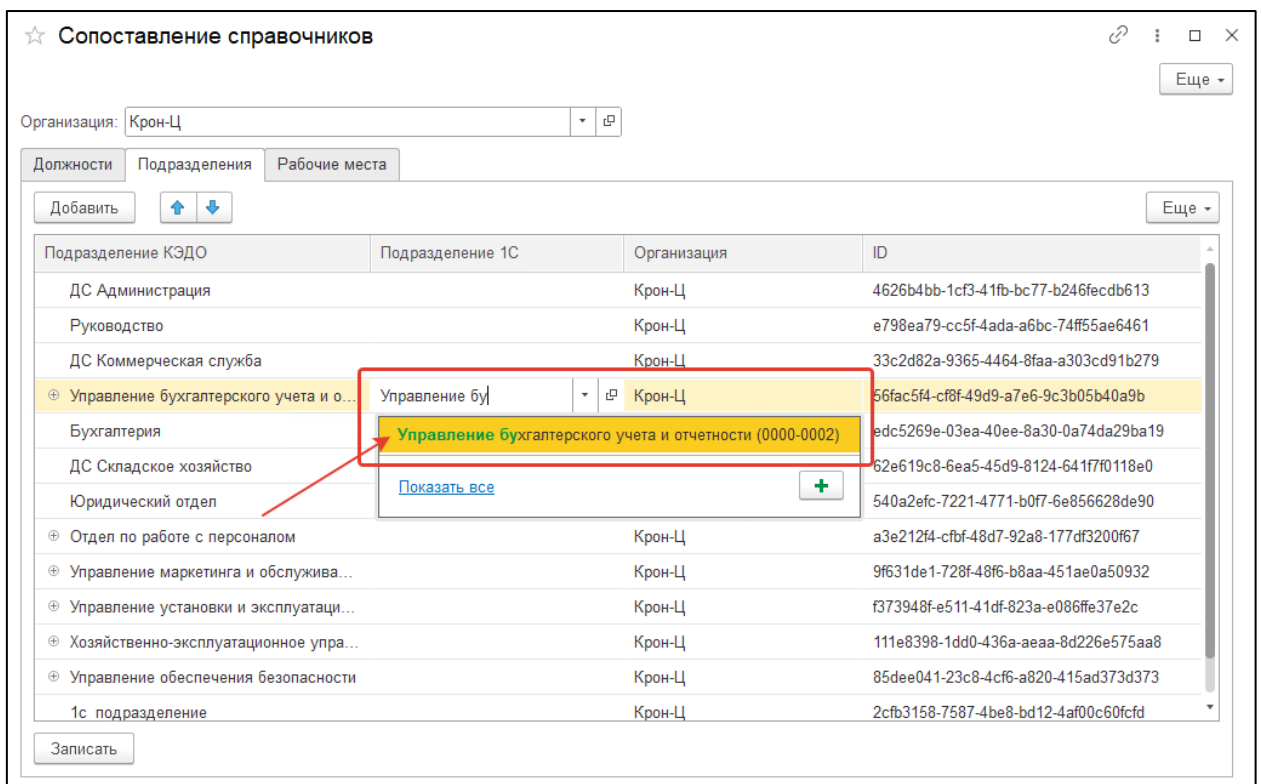 Сопоставление справочников
Еще
Организация: Крон-Ц
Должности Подразделения Рабочие места
Добавить Еще
Подразделение КЭДО Подразделение 1С Организация ID
ДС Администрация Крон-Ц 4626b4bb-1cf3-41fb-bc77-b246fecdb613
Руководство Крон-Ц e798ea79-cc5f-4ada-a6bc-74ff55ae6461
ДС Коммерческая служба Крон-Ц 33c2d82a-9365-4464-8faa-a303cd91b279
Управление бухгалтерского учета и о... Управление бу Крон-Ц 56fac5f4-cf8f-49d9-a7e6-9c3b05b40a9b
Бухгалтерия Управление бухгалтерского учета и отчетности (0000-0002) edc5269e-03ea-40ee-8a30-0a74da29ba19
ДС Складское хозяйство 62e619c8-6ea5-45d9-8124-641f7f0118e0
Юридический отдел Показать все 540a2efc-7221-4771-b0f7-6e856628de90
Отдел по работе с персоналом Крон-Ц a3e212f4-cfbf-48d7-92a8-177df3200f67
Управление маркетинга и обслужива... Крон-Ц 9f631de1-728f-48f6-b8aa-451ae0a50932
Управление установки и эксплуатаци... Крон-Ц f373948f-e511-41df-823a-e086ffe37e2c
Хозяйственно-эксплуатационное упра... Крон-Ц 111e8398-1dd0-436a-aeaa-8d226e575aa8
Управление обеспечения безопасности Крон-Ц 85dee041-23c8-4cf6-a820-415ad373d373
1с подразделение Крон-Ц 2cfb3158-7587-4be8-bd12-4af00c60fcfd
Записать